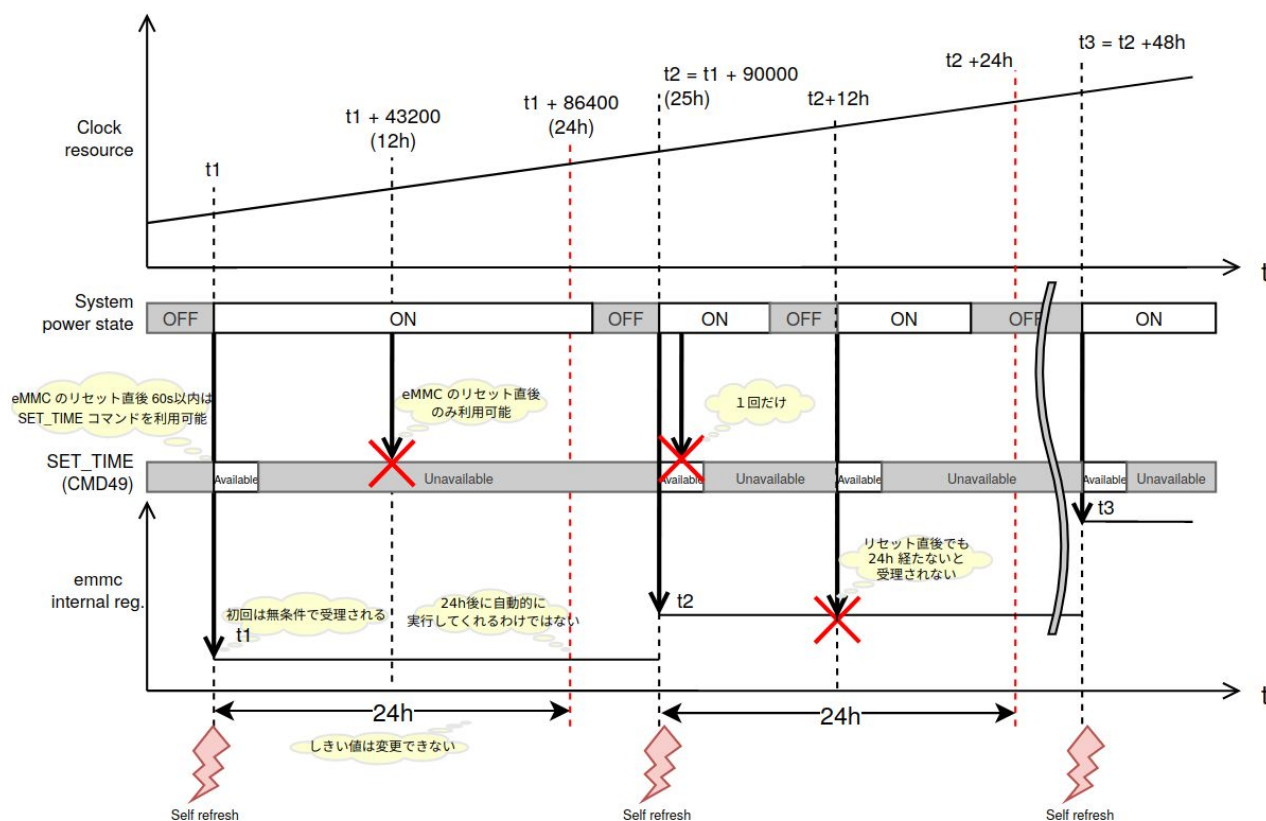 t3 = t2 +48h
t2 +24h
t2 = t1 + 90000
(25h)
t2+12h
t1 + 86400
(24h)
t1 + 43200
(12h)
t1
Clock
resource
t
System
power state
OFF
ON
OFF
ON
OFF
ON
OFF
ON
eMMC のリセット直後 60s以内は
SET_TIME コマンドを利用可能
eMMC のリセット直後
のみ利用可能
１回だけ
SET_TIME
(CMD49)
Available
Unavailable
Available
Unavailable
Available
Unavailable
Available
Unavailable
t3
リセット直後でも
24h 経たないと
受理されない
emmc
internal reg.
初回は無条件で受理される
t1
24h後に自動的に
実行してくれるわけではない
t2
t
24h
24h
しきい値は変更できない
Self refresh
Self refresh
Self refresh